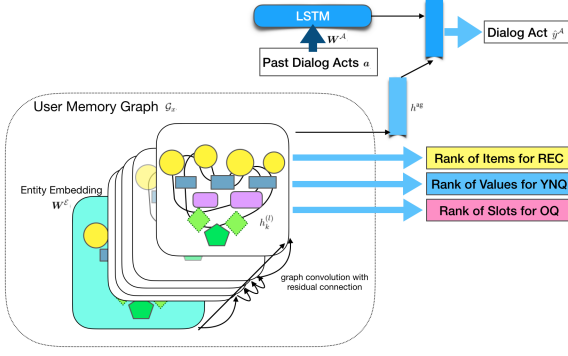 LSTM
W^A
Past Dialog Acts a
Dialog Act ŷ^A
h^ag
User Memory Graph G_x
Rank of Items for REC
Rank of Values for YNQ
Rank of Slots for OQ
Entity Embedding
W^E
h_k^(l)
graph convolution with
residual connection